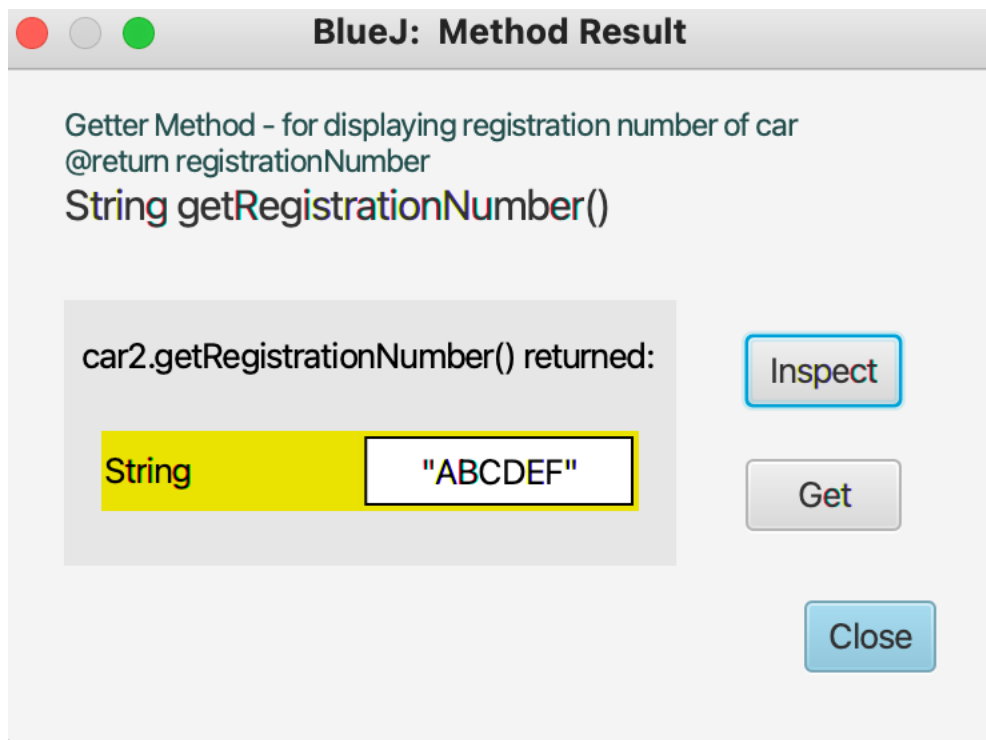 BlueJ: Method Result
Getter Method - for displaying registration number of car
@return registrationNumber
String getRegistrationNumber()
car2.getRegistrationNumber() returned:
Inspect
String "ABCDEF"
Get
Close